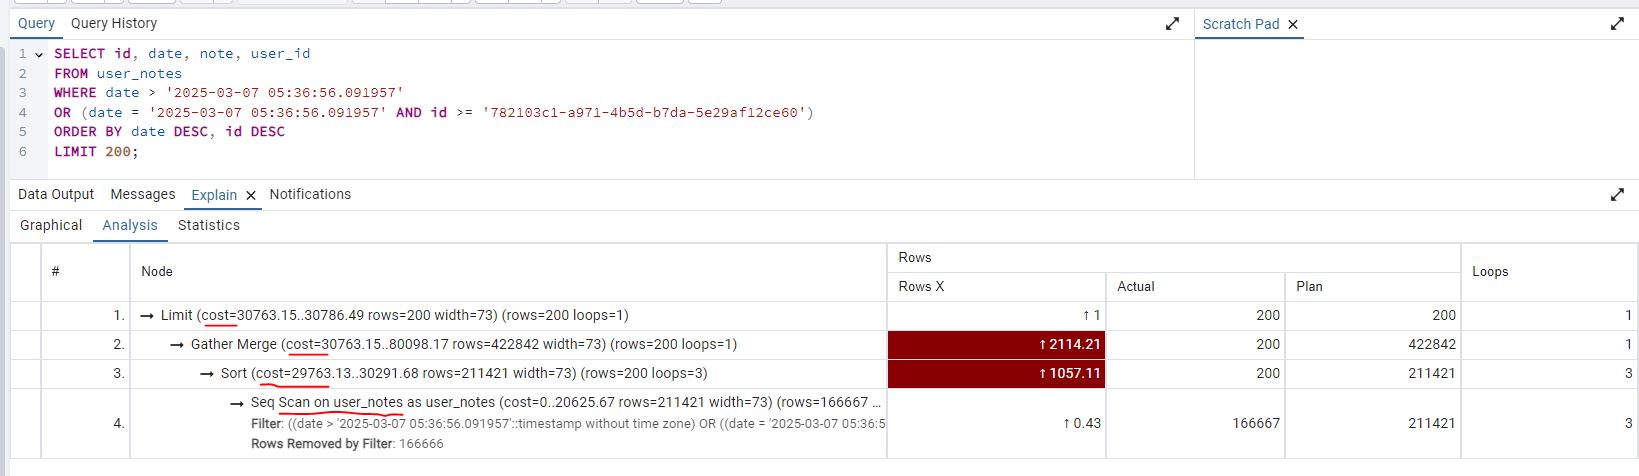 Query Query History
Scratch Pad
1 SELECT id, date, note, user_id
2 FROM user_notes
3 WHERE date > '2025-03-07 05:36:56.091957'
4 OR (date = '2025-03-07 05:36:56.091957' AND id >= '782103c1-a971-4b5d-b7da-5e29af12ce60')
5 ORDER BY date DESC, id DESC
6 LIMIT 200;
Data Output Messages Explain Notifications
Graphical Analysis Statistics
# Node Rows Loops
Rows X Actual Plan
1. → Limit (cost=30763.15..30786.49 rows=200 width=73) (rows=200 loops=1) ↑ 1 200 200 1
2. → Gather Merge (cost=30763.15..80098.17 rows=422842 width=73) (rows=200 loops=1) ↑ 2114.21 200 422842 1
3. → Sort (cost=29763.13..30291.68 rows=211421 width=73) (rows=200 loops=3) ↑ 1057.11 200 211421 3
4. → Seq Scan on user_notes as user_notes (cost=0..20625.67 rows=211421 width=73) (rows=166667 ... ↑ 0.43 166667 211421 3
Filter: ((date > '2025-03-07 05:36:56.091957'::timestamp without time zone) OR ((date = '2025-03-07 05:36:5
Rows Removed by Filter: 166666